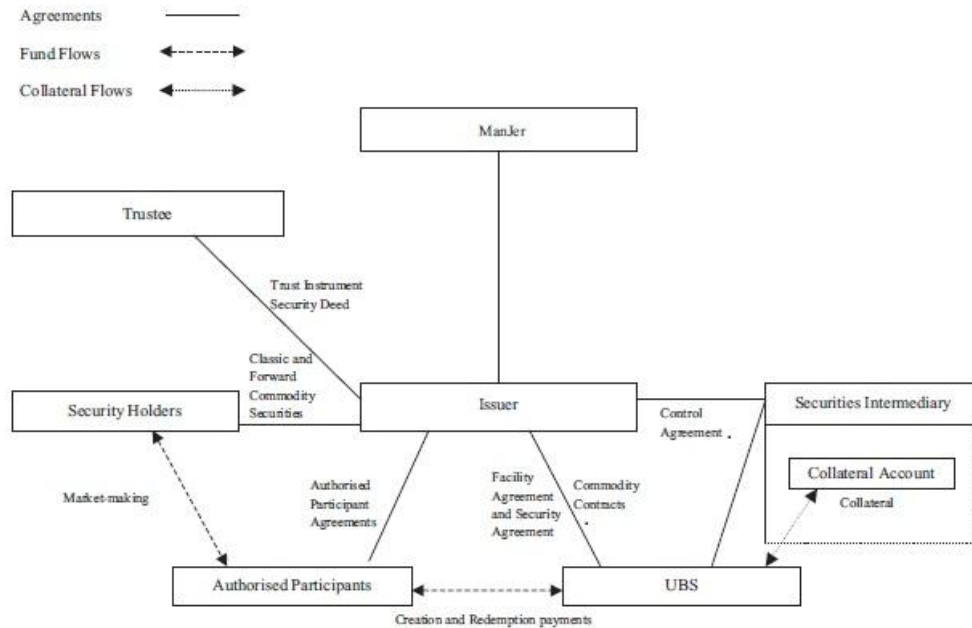 Agreements
Fund Flows
Collateral Flows
ManJer
Trustee
Trust Instrument
Security Deed
Classic and
Forward
Commodity
Securities
Security Holders
Issuer
Securities Intermediary
Control
Agreement
Collateral Account
Collateral
Market-making
Authorised
Participant
Agreements
Facility
Agreement
and Security
Agreement
Commodity
Contracts
Authorised Participants
UBS
Creation and Redemption payments